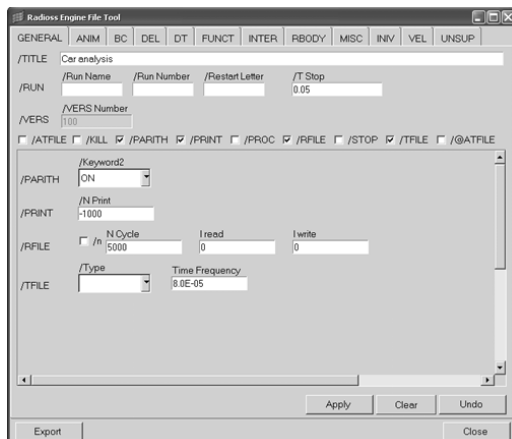 Radioss Engine File Tool
GENERAL ANIM BC DEL DT FUNCT INTER RBODY MISC INIV VEL UNSUP
/TITLE Car analysis
/Run Name /Run Number /Restart Letter /T Stop
/RUN 0.05
/VERS Number
/VERS 100
/ATFILE /KILL /PARITH /PRINT /PROC /RFILE /STOP /TFILE /@ATFILE
/Keyword2
/PARITH ON
/N Print
/PRINT -1000
N Cycle I read I write
/RFILE /n 5000 0 0
/Type Time Frequency
/TFILE 8.0E-05
Apply Clear Undo
Export Close